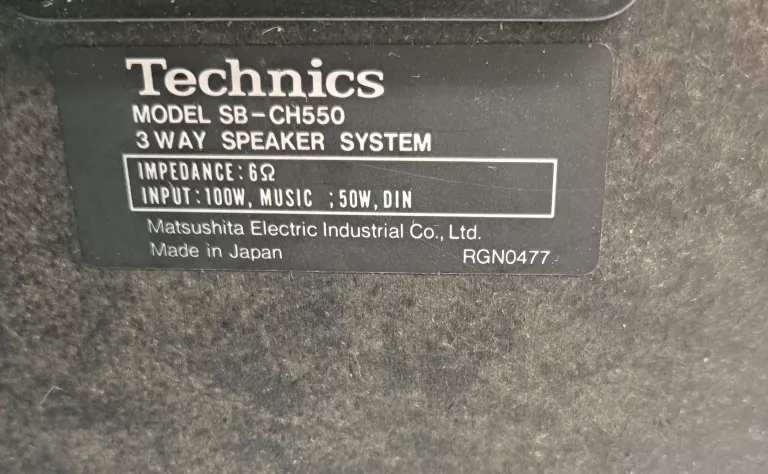 Technics
MODEL SB-CH550
3 WAY SPEAKER SYSTEM
IMPEDANCE: 6Ω
INPUT: 100W, MUSIC ; 50W, DIN
Matsushita Electric Industrial Co., Ltd.
Made in Japan RGN0477